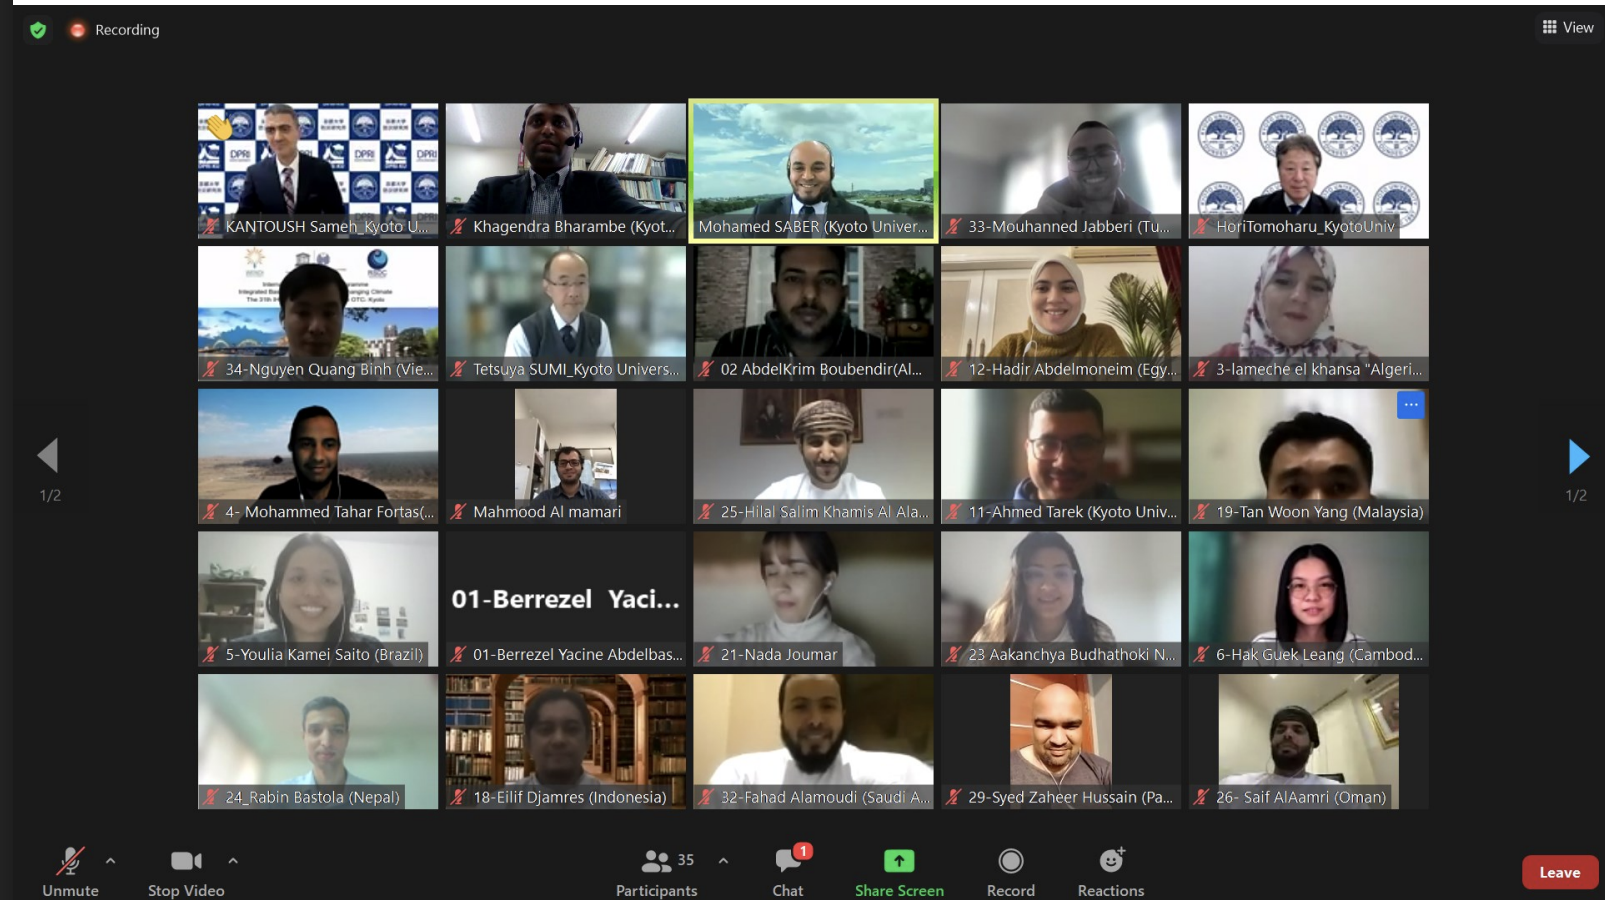 Recording
View
DPRI
DPRI
KANTOUSH Sameh_Kyoto U...
Khagendra Bharambe (Kyot...
Mohamed SABER (Kyoto Univer...
33-Mouhanned Jabberi (Tu...
HoriTomoharu_KyotoUniv
34-Nguyen Quang Binh (Vie...
Tetsuya SUMI_Kyoto Univers...
02 AbdelKrim Boubendir(Al...
12-Hadir Abdelmoneim (Egy...
3-lameche el khansa "Algeri...
4- Mohammed Tahar Fortas(...
Mahmood Al mamari
25-Hilal Salim Khamis Al Ala...
11-Ahmed Tarek (Kyoto Univ...
19-Tan Woon Yang (Malaysia)
1/2
1/2
01-Berrezel Yaci...
5-Youlia Kamei Saito (Brazil)
01-Berrezel Yacine Abdelbas...
21-Nada Joumar
23 Aakanchya Budhathoki N...
6-Hak Guek Leang (Cambod...
24_Rabin Bastola (Nepal)
18-Eilif Djamres (Indonesia)
32-Fahad Alamoudi (Saudi A...
29-Syed Zaheer Hussain (Pa...
26- Saif AlAamri (Oman)
35
1
Unmute
Stop Video
Participants
Chat
Share Screen
Record
Reactions
Leave